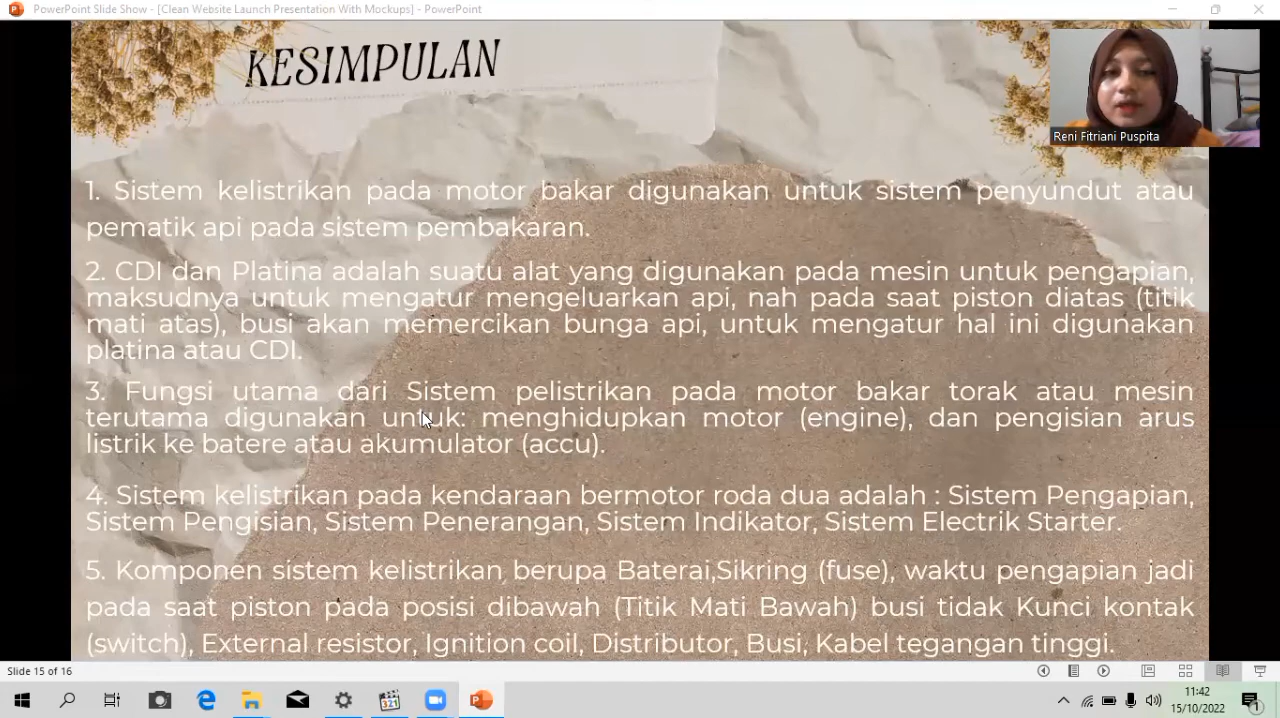 PowerPoint Slide Show - [Clean Website Launch Presentation With Mockups] - PowerPoint
KESIMPULAN
Reni Fitriani Puspita
1. Sistem kelistrikan pada motor bakar digunakan untuk sistem penyundut atau
pematik api pada sistem pembakaran.
2. CDI dan Platina adalah suatu alat yang digunakan pada mesin untuk pengapian,
maksudnya untuk mengatur mengeluarkan api, nah pada saat piston diatas (titik
mati atas), busi akan memercikan bunga api, untuk mengatur hal ini digunakan
platina atau CDI.
3. Fungsi utama dari Sistem pelistrikan pada motor bakar torak atau mesin
terutama digunakan untuk: menghidupkan motor (engine), dan pengisian arus
listrik ke batere atau akumulator (accu).
4. Sistem kelistrikan pada kendaraan bermotor roda dua adalah : Sistem Pengapian,
Sistem Pengisian, Sistem Penerangan, Sistem Indikator, Sistem Electrik Starter.
5. Komponen sistem kelistrikan berupa Baterai,Sikring (fuse), waktu pengapian jadi
pada saat piston pada posisi dibawah (Titik Mati Bawah) busi tidak Kunci kontak
(switch), External resistor, Ignition coil, Distributor, Busi, Kabel tegangan tinggi.
Slide 15 of 16
321
11:42
15/10/2022
1